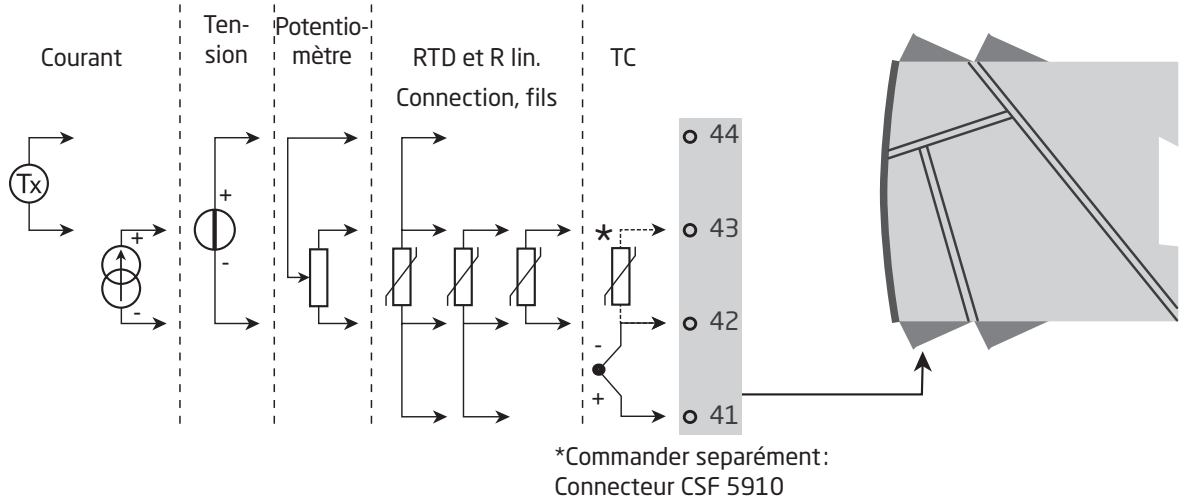 Courant
Ten-
sion
Potentio-
mètre
RTD et R lin.
Connection, fils
TC
Tx
+
-
+
-
*
-
+
44
43
42
41
*Commander separément:
Connecteur CSF 5910